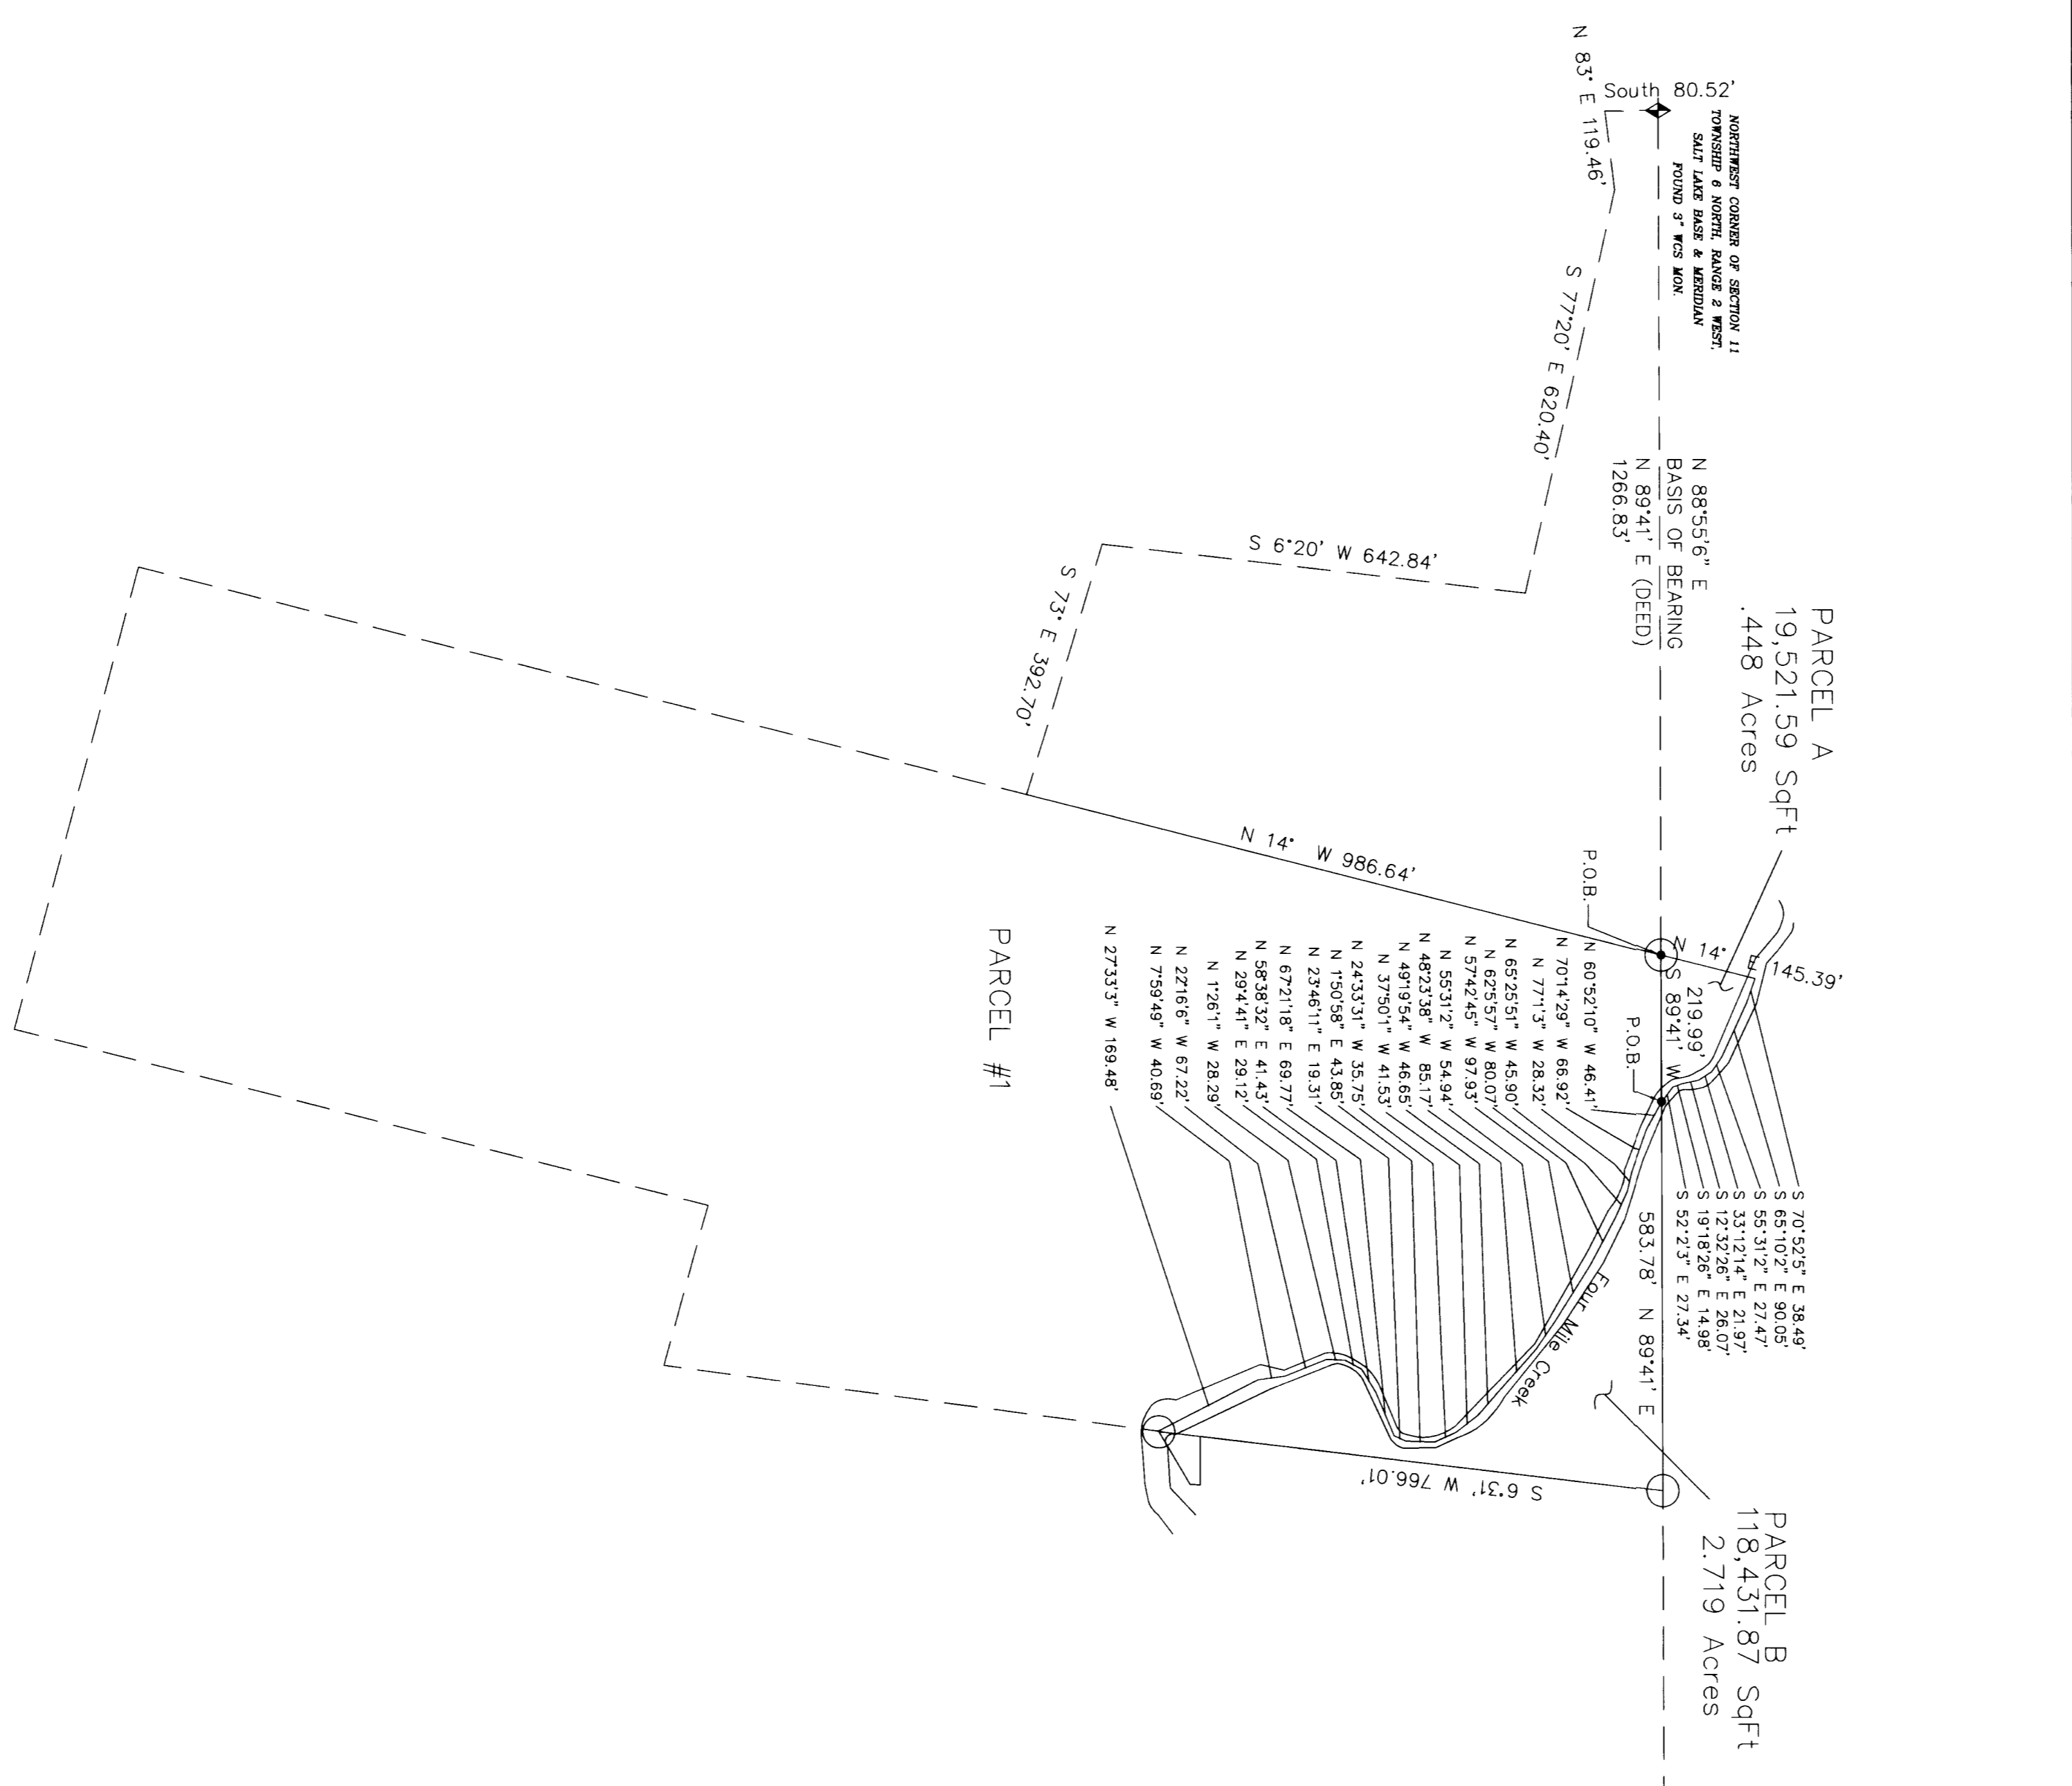 South 80.52'
NORTHWEST CORNER OF SECTION 11
TOWNSHIP 6 NORTH, RANGE 2 WEST,
SALT LAKE BASE & MERIDIAN
FOUND 3" WCS MON.
N 83° E 119.46'
S 77°20' E 620.40'
S 6°20' W 642.84'
S 73° E 392.70'
N 88°55'6" E
BASIS OF BEARING
N 89°41' E (DEED)
1266.83'
PARCEL A
19,521.59 SqFt
.448 Acres
N 14° W 986.64'
P.O.B.
N 14° E 145.39'
219.99'
S 89°41' W
P.O.B.
S 70°52'5" E 38.49'
S 65°10'2" E 90.05'
S 55°31'2" E 27.47'
S 33°12'14" E 21.97'
S 12°32'26" E 26.07'
S 19°18'26" E 14.98'
S 52°2'3" E 27.34'
583.78' N 89°41' E
N 60°52'10" W 46.41'
N 70°14'29" W 66.92'
N 77°1'3" W 28.32'
N 65°25'51" W 45.90'
N 62°5'57" W 80.07'
N 57°42'45" W 97.93'
N 55°31'2" W 54.94'
N 48°23'38" W 85.17'
N 49°19'54" W 46.65'
N 37°50'1" W 41.53'
N 24°33'31" W 35.75'
N 1°50'58" E 43.85'
N 23°46'11" E 19.31'
N 67°21'18" E 69.77'
N 58°38'32" E 41.43'
N 29°4'41" E 29.12'
N 1°26'1" W 28.29'
N 22°16'6" W 67.22'
N 7°59'49" W 40.69'
N 27°33'3" W 169.48'
PARCEL #1
Four Mile Creek
S 6°31' W 766.01'
PARCEL B
118,431.87 SqFt
2.719 Acres